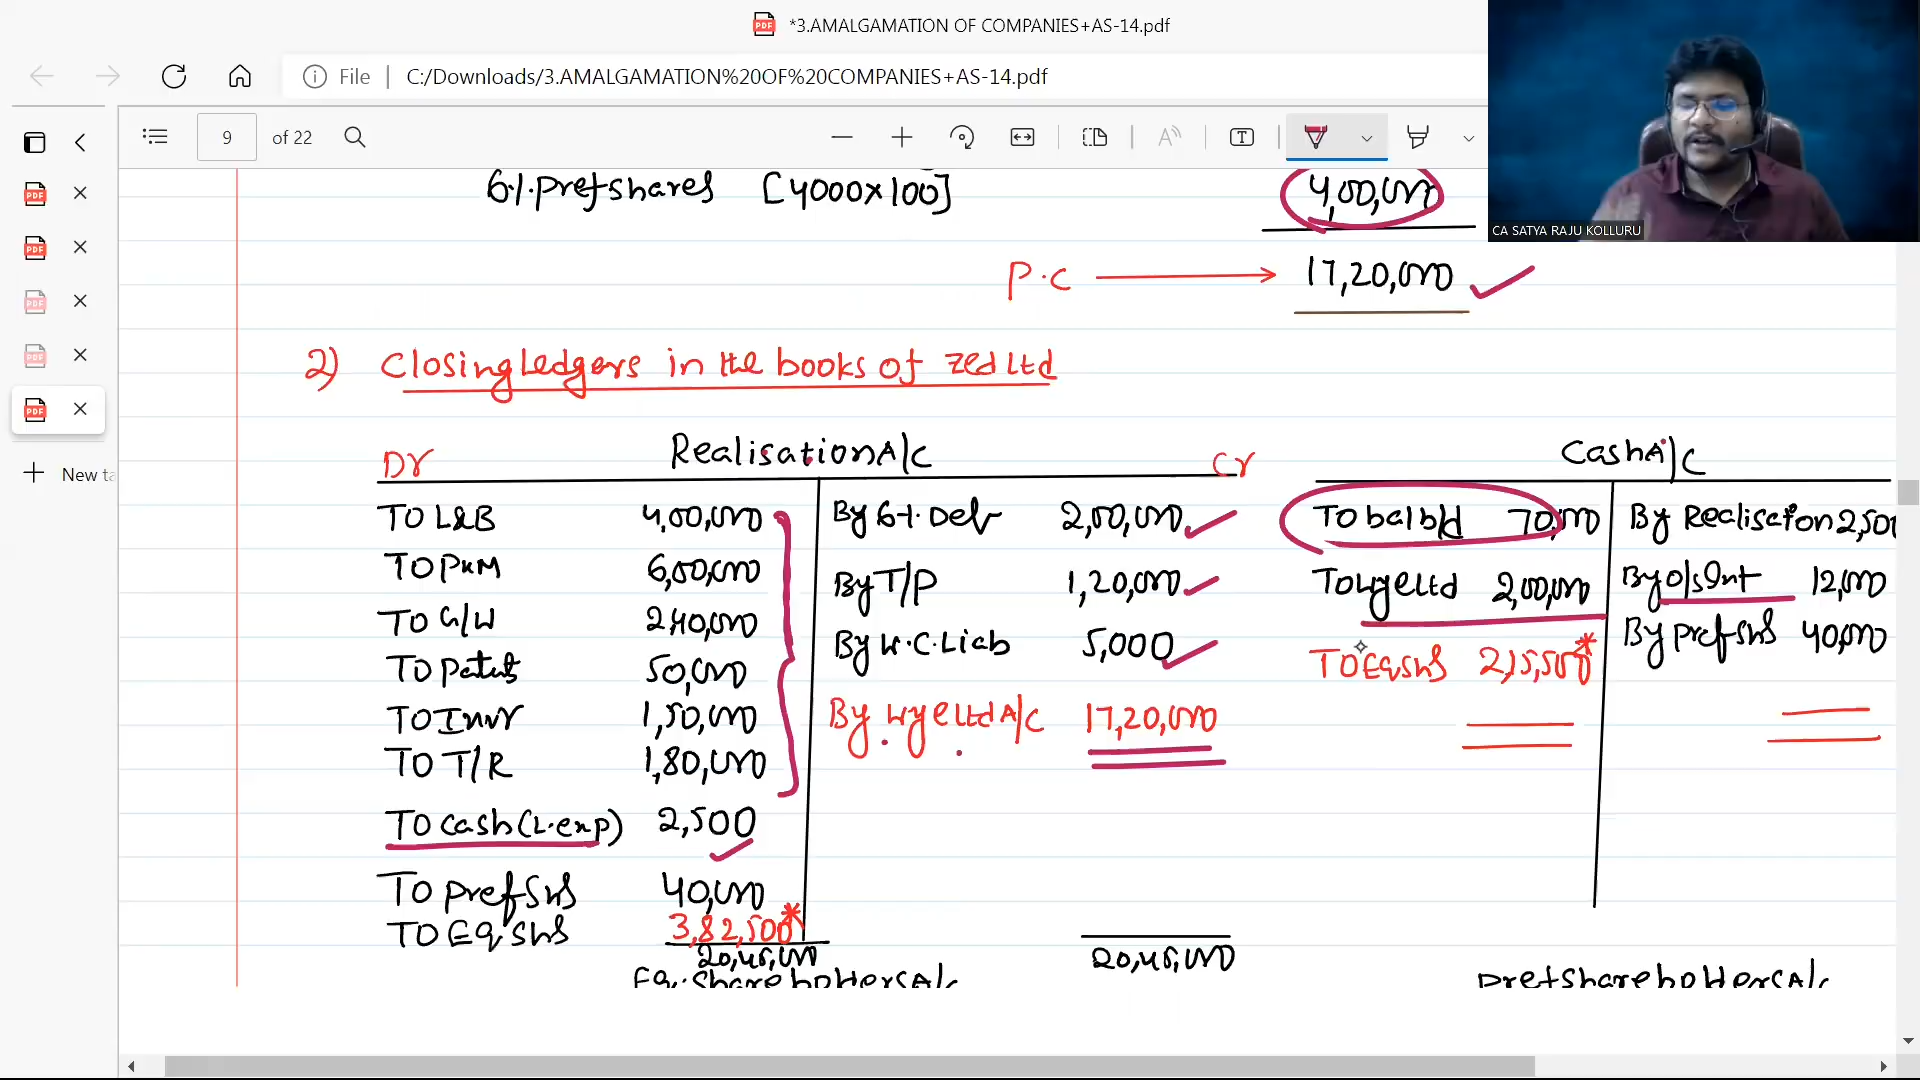 *3.AMALGAMATION OF COMPANIES+AS-14.pdf
File C:/Downloads/3.AMALGAMATION%20OF%20COMPANIES+AS-14.pdf
9 of 22
CA SATYA RAJU KOLLURU
New ta
6%.prefshares [4000x100] 4,00,000
P.C → 17,20,000
2) Closing Ledgers in the books of Zed Ltd
Dr Realisation A/c Cr
To L&B 4,00,000 By 6%.Deb 2,00,000
To P&M 6,00,000 By T/P 1,20,000
To G/W 2,40,000 By W.C.Liab 5,000
To Patents 50,000 By Wye Ltd A/c 17,20,000
To Inv 1,50,000
To T/R 1,80,000
To Cash (L.exp) 2,500
To Pref Shs 40,000
To Eq Shs 3,82,500*
20,45,000 20,45,000
Cash A/c
To bal b/d 70,000 By Realisation 2,500
To Wye Ltd 2,00,000 By o/s Int 12,000
To Eq shs 2,15,500* By Pref Shs 40,000
Eq. Shareholders A/c Pref Shareholders A/c